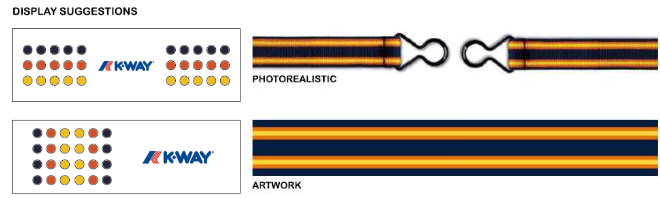 DISPLAY SUGGESTIONS
K-WAY
PHOTOREALISTIC
K-WAY
ARTWORK